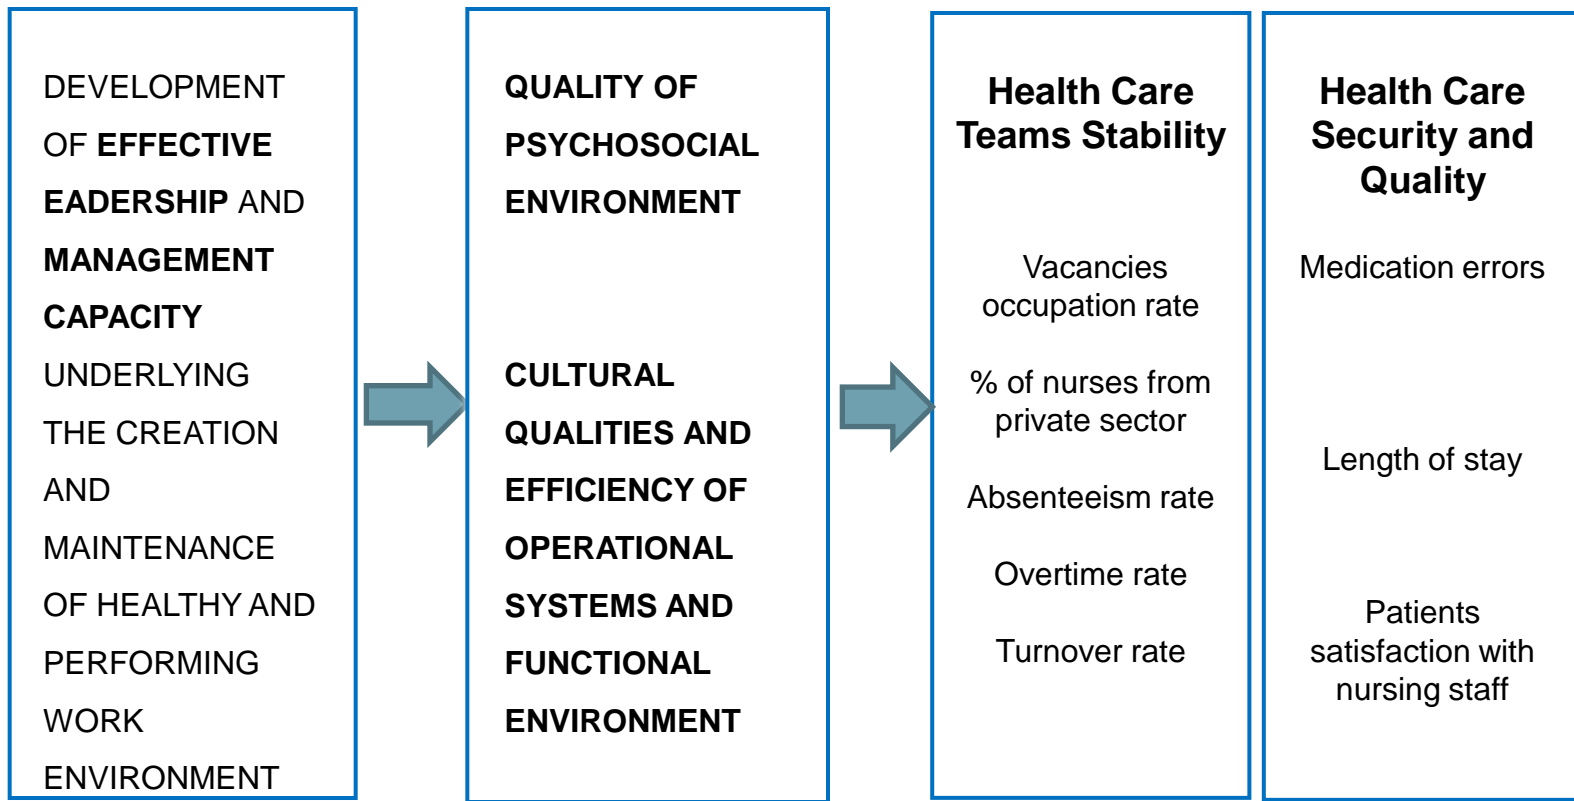 DEVELOPMENT
OF EFFECTIVE
EADERSHIP AND
MANAGEMENT
CAPACITY
UNDERLYING
THE CREATION
AND
MAINTENANCE
OF HEALTHY AND
PERFORMING
WORK
ENVIRONMENT
QUALITY OF
PSYCHOSOCIAL
ENVIRONMENT
CULTURAL
QUALITIES AND
EFFICIENCY OF
OPERATIONAL
SYSTEMS AND
FUNCTIONAL
ENVIRONMENT
Health Care
Teams Stability
Vacancies
occupation rate
% of nurses from
private sector
Absenteeism rate
Overtime rate
Turnover rate
Health Care
Security and
Quality
Medication errors
Length of stay
Patients
satisfaction with
nursing staff